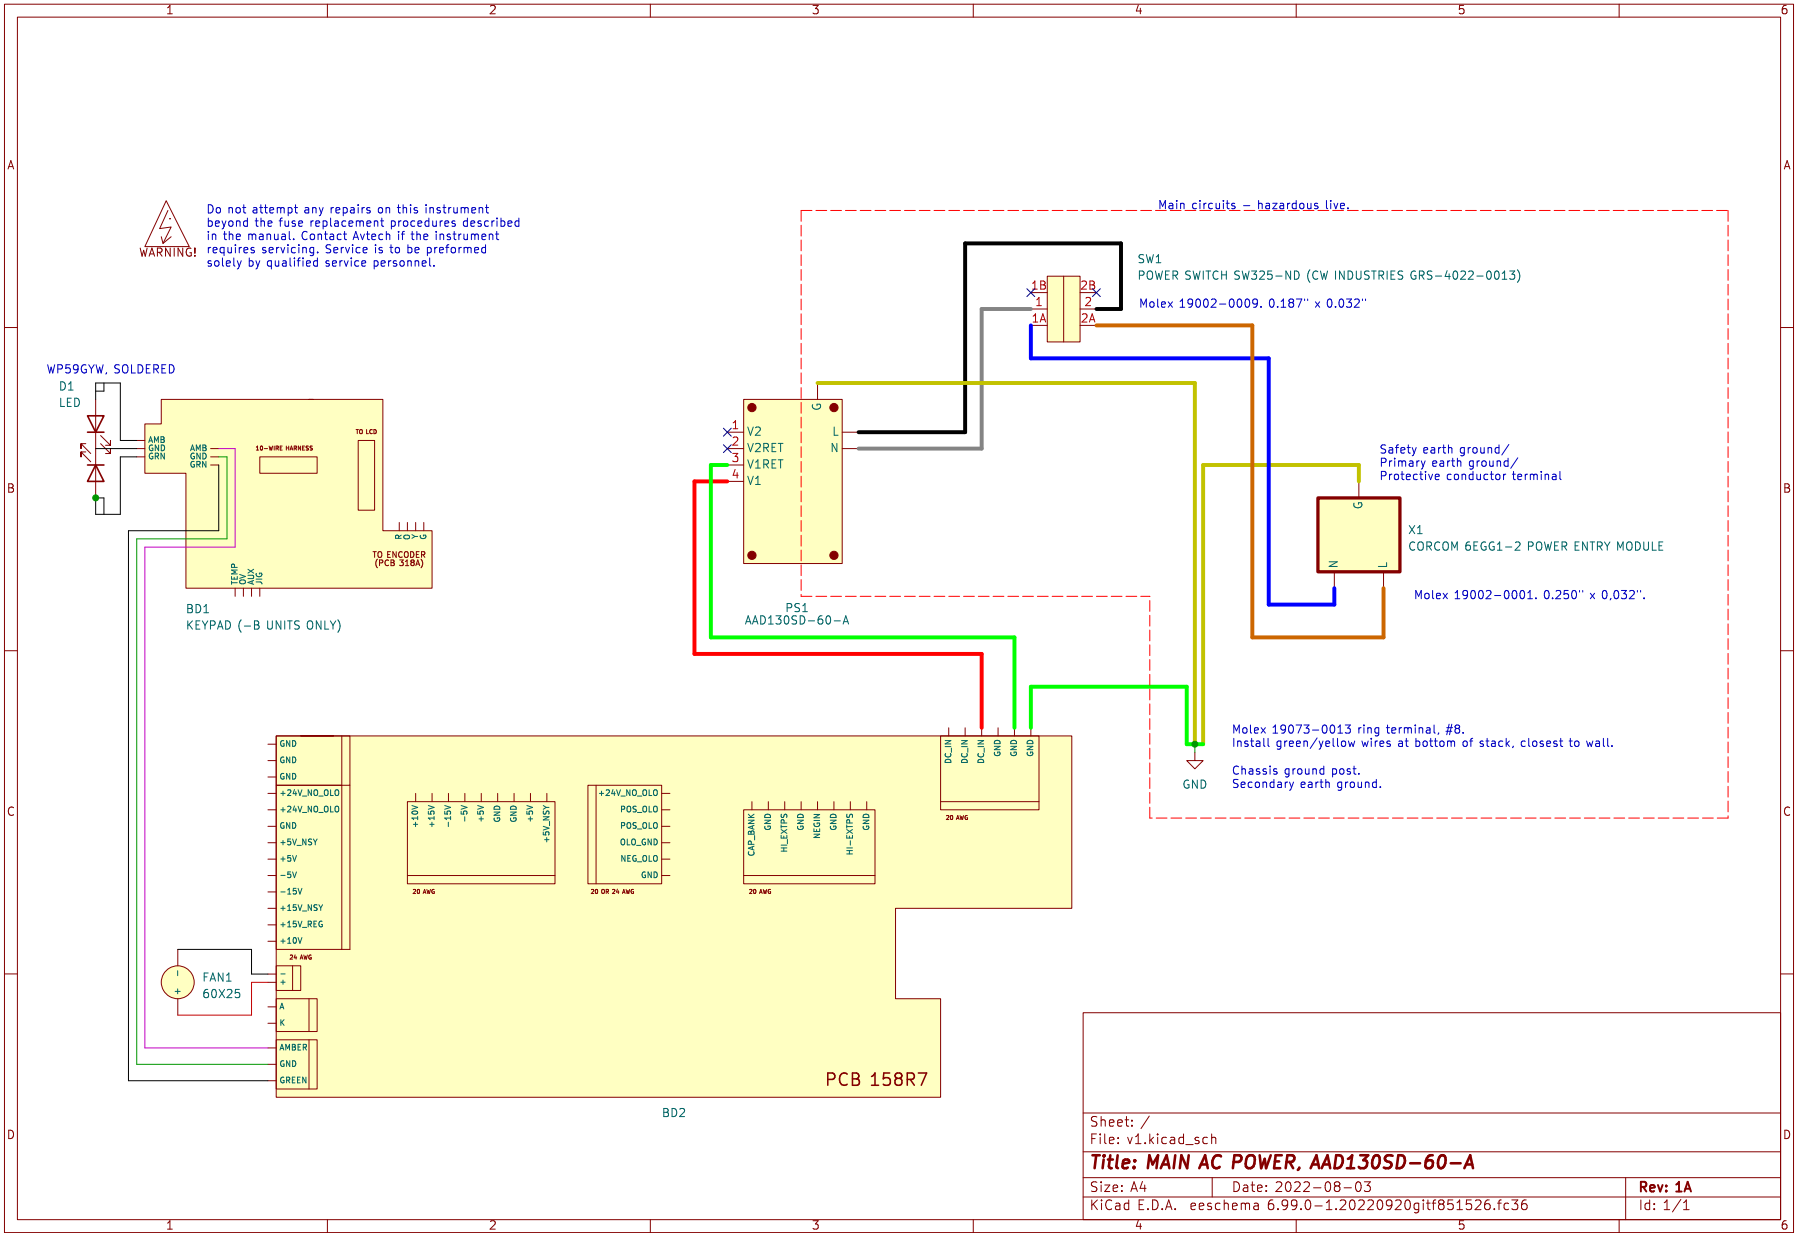 1 2 3 4 5 6
A
B
C
D
A
B
C
D
WARNING!
Do not attempt any repairs on this instrument
beyond the fuse replacement procedures described
in the manual. Contact Avtech if the instrument
requires servicing. Service is to be preformed
solely by qualified service personnel.
Main circuits - hazardous live.
SW1
POWER SWITCH SW325-ND (CW INDUSTRIES GRS-4022-0013)
Molex 19002-0009. 0.187" x 0.032"
1B 2B
1 2
1A 2A
WP59GYW, SOLDERED
D1
LED
AMB
GND
GRN
AMB
GND
GRN
10-WIRE HARNESS
TO LCD
R
O
Y
G
TO ENCODER
(PCB 318A)
TEMP
0V
AUX
JIG
BD1
KEYPAD (-B UNITS ONLY)
G
1 V2
2 V2RET
3 V1RET
4 V1
L
N
PS1
AAD130SD-60-A
Safety earth ground/
Primary earth ground/
Protective conductor terminal
G
N
L
X1
CORCOM 6EGG1-2 POWER ENTRY MODULE
Molex 19002-0001. 0.250" x 0,032".
Molex 19073-0013 ring terminal, #8.
Install green/yellow wires at bottom of stack, closest to wall.
Chassis ground post.
Secondary earth ground.
GND
GND
GND
GND
+24V_NO_OLO
+24V_NO_OLO
GND
+5V_NSY
+5V
-5V
-15V
+15V_NSY
+15V_REG
+10V
24 AWG
-
+
A
K
AMBER
GND
GREEN
FAN1
60X25
-
+
+10V
+15V
-15V
-5V
+5V
GND
GND
+5V
+5V_NSY
20 AWG
+24V_NO_OLO
POS_OLO
POS_OLO
OLO_GND
NEG_OLO
GND
20 OR 24 AWG
CAP_BANK
GND
HI_EXTPS
GND
NEGIN
GND
HI-EXTPS
GND
20 AWG
DC_IN
DC_IN
DC_IN
GND
GND
GND
20 AWG
PCB 158R7
BD2
Sheet: /
File: v1.kicad_sch
Title: MAIN AC POWER, AAD130SD-60-A
Size: A4 Date: 2022-08-03 Rev: 1A
KiCad E.D.A. eeschema 6.99.0-1.20220920gitf851526.fc36 Id: 1/1
1 2 3 4 5 6